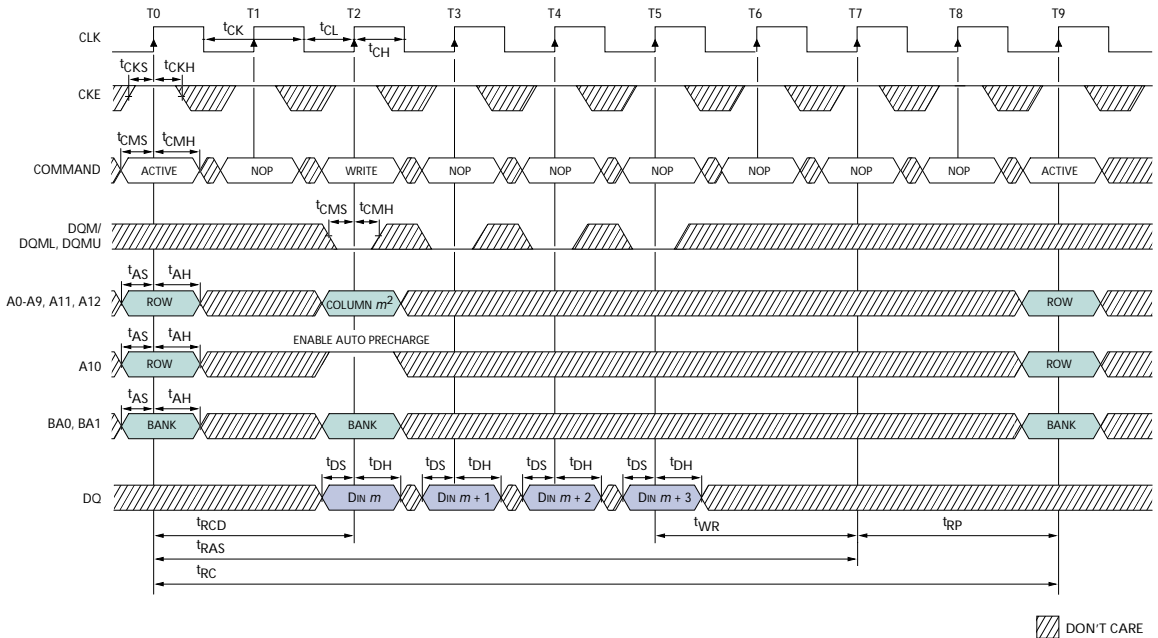 T0 T1 T2 T3 T4 T5 T6 T7 T8 T9
CLK tCK tCL tCH
tCKS tCKH
CKE
tCMS tCMH
COMMAND ACTIVE NOP WRITE NOP NOP NOP NOP NOP NOP ACTIVE
tCMS tCMH
DQM/
DQML, DQMU
tAS tAH
A0-A9, A11, A12 ROW COLUMN m2 ROW
ENABLE AUTO PRECHARGE
tAS tAH
A10 ROW ROW
tAS tAH
BA0, BA1 BANK BANK BANK
tDS tDH tDS tDH tDS tDH tDS tDH
DQ DIN m DIN m + 1 DIN m + 2 DIN m + 3
tRCD tWR tRP
tRAS
tRC
DON'T CARE